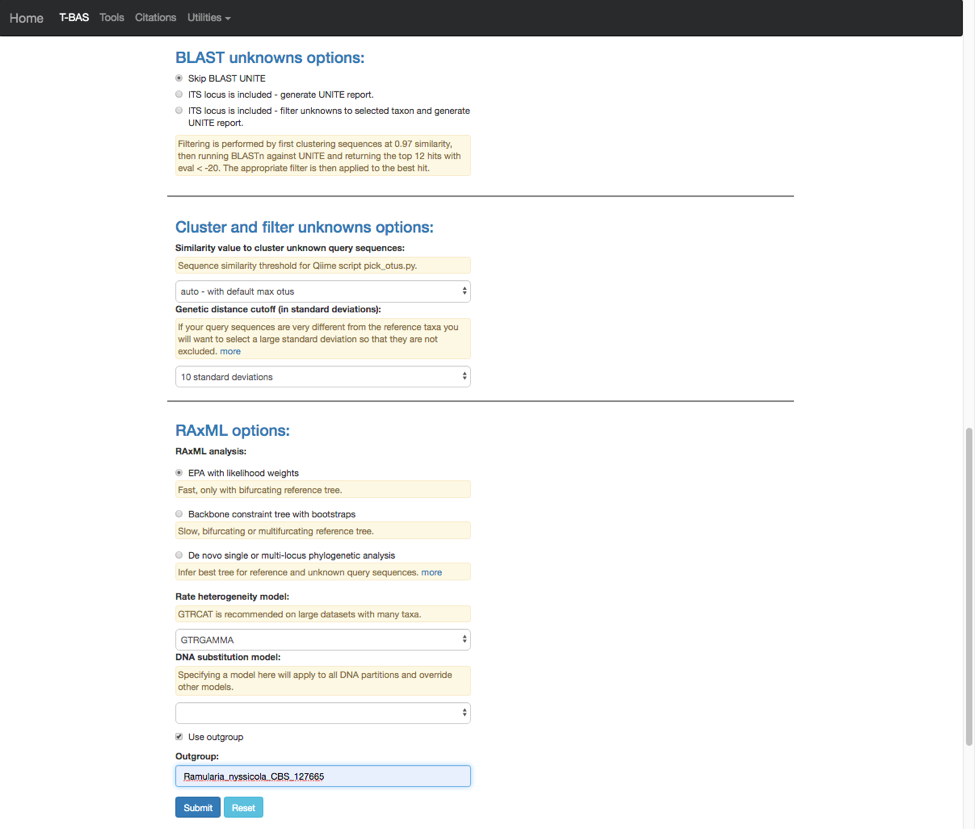 Home T-BAS Tools Citations Utilities
BLAST unknowns options:
Skip BLAST UNITE
ITS locus is included - generate UNITE report.
ITS locus is included - filter unknowns to selected taxon and generate
UNITE report.
Filtering is performed by first clustering sequences at 0.97 similarity,
then running BLASTn against UNITE and returning the top 12 hits with
eval < -20. The appropriate filter is then applied to the best hit.
Cluster and filter unknowns options:
Similarity value to cluster unknown query sequences:
Sequence similarity threshold for Qiime script pick_otus.py.
auto - with default max otus
Genetic distance cutoff (in standard deviations):
If your query sequences are very different from the reference taxa you
will want to select a large standard deviation so that they are not
excluded. more
10 standard deviations
RAxML options:
RAxML analysis:
EPA with likelihood weights
Fast, only with bifurcating reference tree.
Backbone constraint tree with bootstraps
Slow, bifurcating or multifurcating reference tree.
De novo single or multi-locus phylogenetic analysis
Infer best tree for reference and unknown query sequences. more
Rate heterogeneity model:
GTRCAT is recommended on large datasets with many taxa.
GTRGAMMA
DNA substitution model:
Specifying a model here will apply to all DNA partitions and override
other models.
Use outgroup
Outgroup:
Ramularia_nyssicola_CBS_127665
Submit Reset